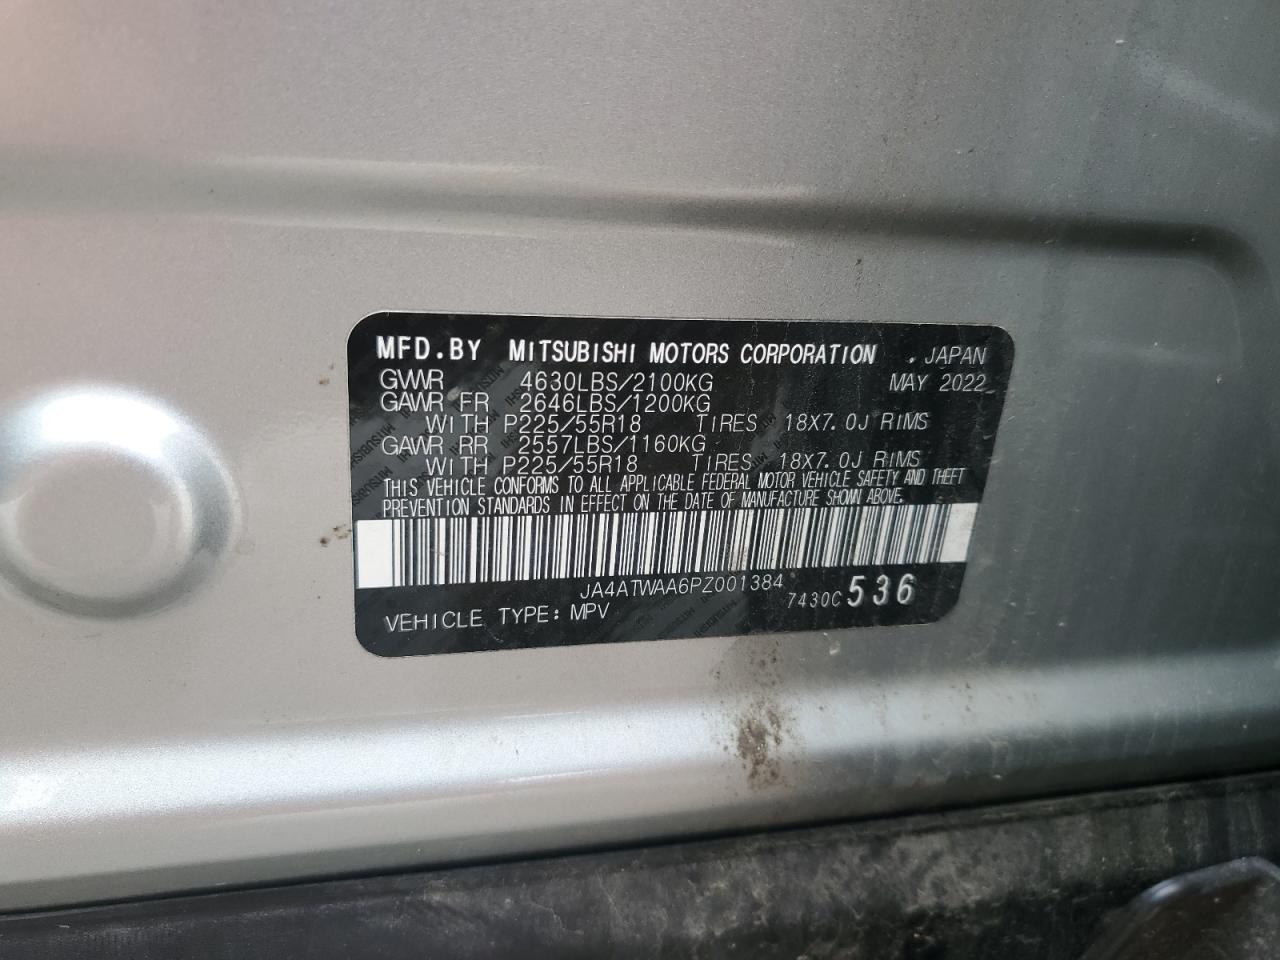 MFD.BY MITSUBISHI MOTORS CORPORATION , JAPAN
GVWR 4630LBS/2100KG MAY 2022
GAWR FR 2646LBS/1200KG
WITH P225/55R18 TIRES 18X7.0J RIMS
GAWR RR 2557LBS/1160KG
WITH P225/55R18 TIRES 18X7.0J RIMS
THIS VEHICLE CONFORMS TO ALL APPLICABLE FEDERAL MOTOR VEHICLE SAFETY AND THEFT
PREVENTION STANDARDS IN EFFECT ON THE DATE OF MANUFACTURE SHOWN ABOVE.
JA4ATWAA6PZ001384
7430C 536
VEHICLE TYPE: MPV